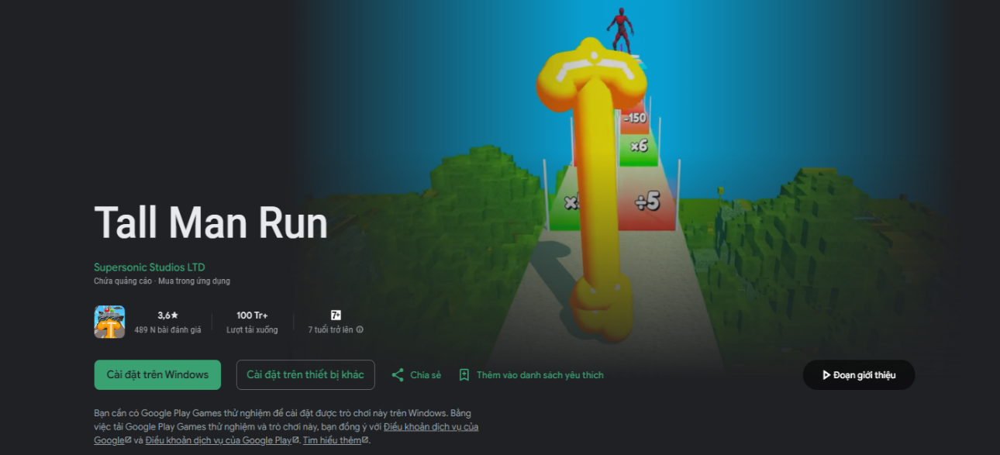 -150
x6
÷5
Tall Man Run
Supersonic Studios LTD
Chứa quảng cáo · Mua trong ứng dụng
3,6★ 100 Tr+ 7+
489 N bài đánh giá Lượt tải xuống 7 tuổi trở lên
Cài đặt trên Windows Cài đặt trên thiết bị khác Chia sẻ Thêm vào danh sách yêu thích Đoạn giới thiệu
Bạn cần có Google Play Games thử nghiệm để cài đặt được trò chơi này trên Windows. Bằng
việc tải Google Play Games thử nghiệm và trò chơi này, bạn đồng ý với Điều khoản dịch vụ của
Google và Điều khoản dịch vụ của Google Play. Tìm hiểu thêm.